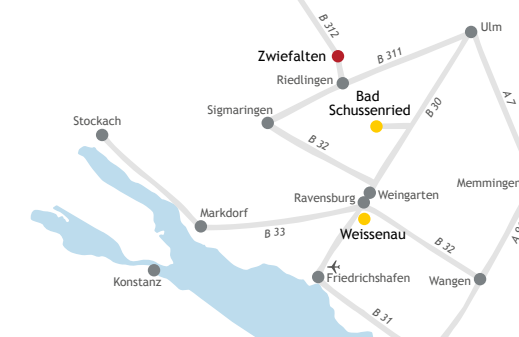 B 312
Ulm
Zwiefalten
B 311
Riedlingen
Bad
Schussenried
B 30
A 7
Sigmaringen
Stockach
B 32
Memmingen
Ravensburg
Weingarten
Markdorf
B 33
Weissenau
B 32
Konstanz
Friedrichshafen
Wangen
B 31